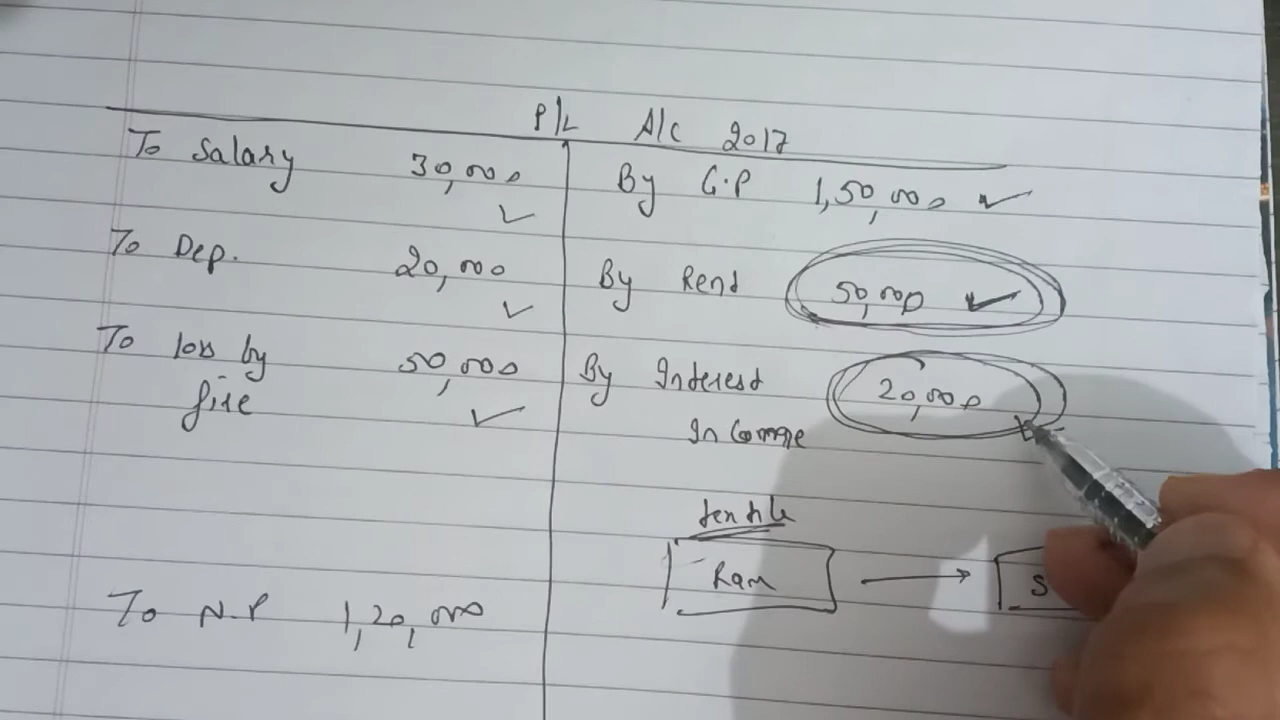 P/L A/C 2017
To Salary 30,000 By G.P 1,50,000
To Dep. 20,000 By Rent 50,000
To loss by 50,000 By Interest 20,000
fire Income
textile
Ram S
To N.P 1,20,000